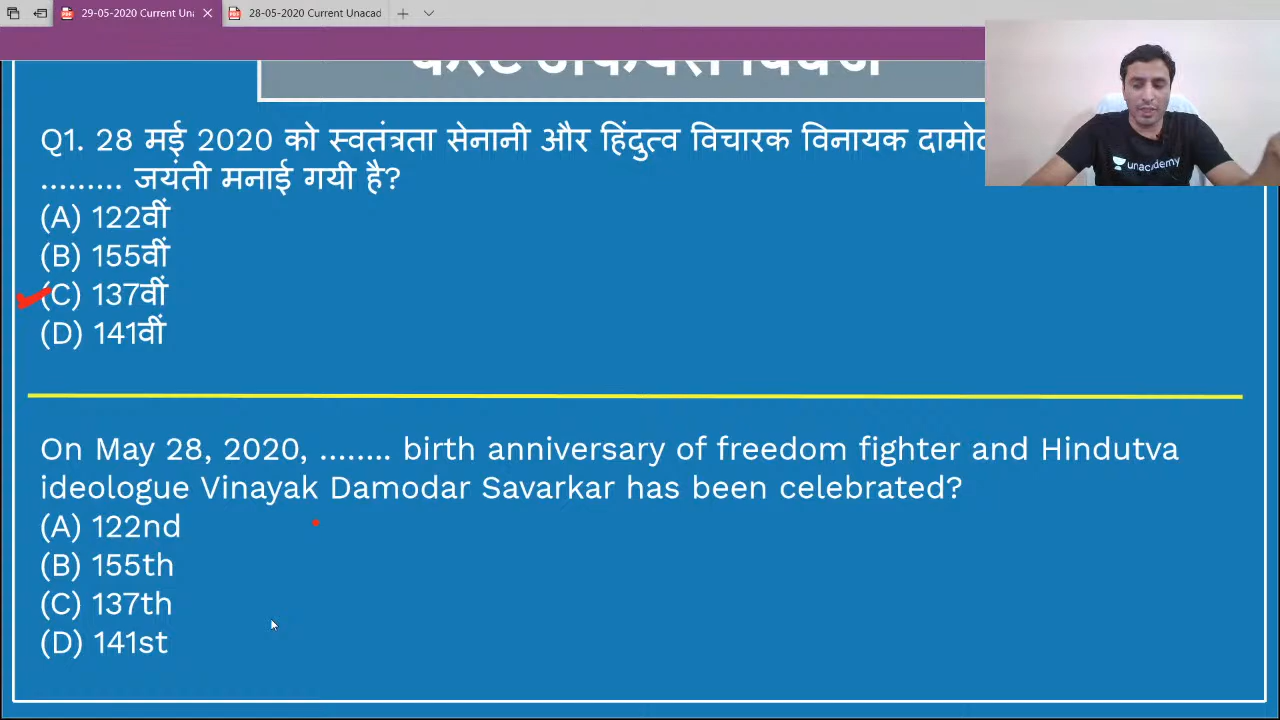 29-05-2020 Current Una
28-05-2020 Current Unacad
Q1. 28 मई 2020 को स्वतंत्रता सेनानी और हिंदुत्व विचारक विनायक
......... जयंती मनाई गयी है?
(A) 122वीं
(B) 155वीं
(C) 137वीं
(D) 141वीं
unacademy
On May 28, 2020, ........ birth anniversary of freedom fighter and Hindutva
ideologue Vinayak Damodar Savarkar has been celebrated?
(A) 122nd
(B) 155th
(C) 137th
(D) 141st